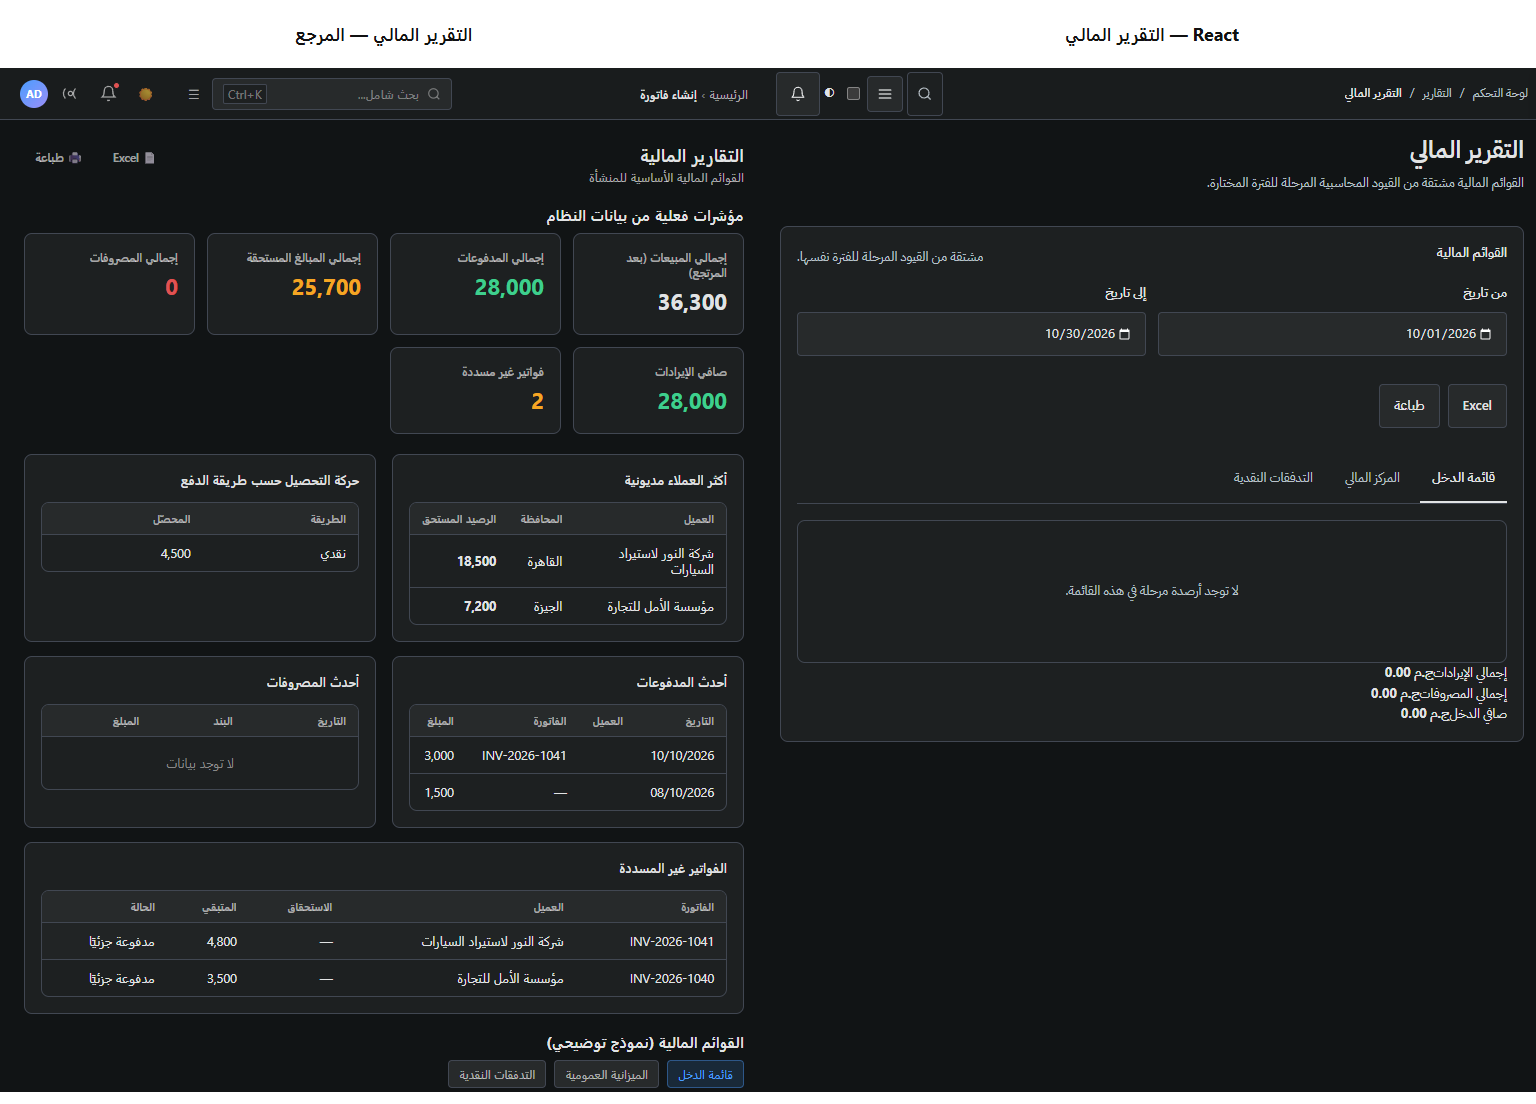 React — التقرير المالي
لوحة التحكم / التقارير / التقرير المالي
التقرير المالي
القوائم المالية مشتقة من القيود المحاسبية المرحلة للفترة المختارة.
القوائم المالية
مشتقة من القيود المرحلة للفترة نفسها.
من تاريخ
إلى تاريخ
10/01/2026
10/30/2026
Excel
طباعة
قائمة الدخل
المركز المالي
التدفقات النقدية
لا توجد أرصدة مرحلة في هذه القائمة.
إجمالي الإيرادات ج.م 0.00
إجمالي المصروفات ج.م 0.00
صافي الدخل ج.م 0.00
التقرير المالي — المرجع
الرئيسية › إنشاء فاتورة
بحث شامل... Ctrl+K
AD
التقارير المالية
القوائم المالية الأساسية للمنشأة
Excel
طباعة
مؤشرات فعلية من بيانات النظام
إجمالي المبيعات (بعد المرتجع)
36,300
إجمالي المدفوعات
28,000
إجمالي المبالغ المستحقة
25,700
إجمالي المصروفات
0
صافي الإيرادات
28,000
فواتير غير مسددة
2
أكثر العملاء مديونية
العميل المحافظة الرصيد المستحق
شركة النور لاستيراد السيارات القاهرة 18,500
مؤسسة الأمل للتجارة الجيزة 7,200
حركة التحصيل حسب طريقة الدفع
الطريقة المحصّل
نقدي 4,500
أحدث المدفوعات
التاريخ العميل الفاتورة المبلغ
10/10/2026 INV-2026-1041 3,000
08/10/2026 — 1,500
أحدث المصروفات
التاريخ البند المبلغ
لا توجد بيانات
الفواتير غير المسددة
الفاتورة العميل الاستحقاق المتبقي الحالة
INV-2026-1041 شركة النور لاستيراد السيارات — 4,800 مدفوعة جزئيًا
INV-2026-1040 مؤسسة الأمل للتجارة — 3,500 مدفوعة جزئيًا
القوائم المالية (نموذج توضيحي)
قائمة الدخل
الميزانية العمومية
التدفقات النقدية